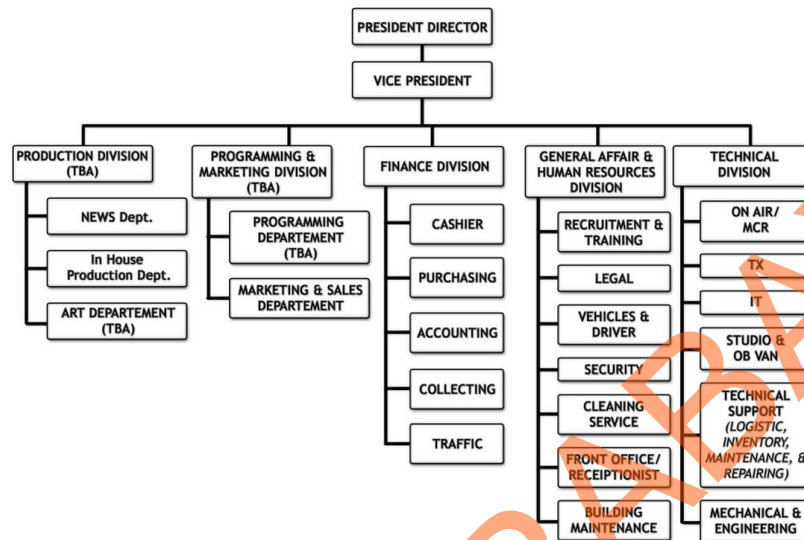 PRESIDENT DIRECTOR
VICE PRESIDENT
PRODUCTION DIVISION
(TBA)
NEWS Dept.
In House
Production Dept.
ART DEPARTEMENT
(TBA)
PROGRAMMING &
MARKETING DIVISION
(TBA)
PROGRAMMING
DEPARTEMENT
(TBA)
MARKETING & SALES
DEPARTEMENT
FINANCE DIVISION
CASHIER
PURCHASING
ACCOUNTING
COLLECTING
TRAFFIC
GENERAL AFFAIR &
HUMAN RESOURCES
DIVISION
RECRUITMENT &
TRAINING
LEGAL
VEHICLES &
DRIVER
SECURITY
CLEANING
SERVICE
FRONT OFFICE/
RECEIPTIONIST
BUILDING
MAINTENANCE
TECHNICAL
DIVISION
ON AIR/
MCR
TX
IT
STUDIO &
OB VAN
TECHNICAL
SUPPORT
(LOGISTIC,
INVENTORY,
MAINTENANCE, &
REPAIRING)
MECHANICAL &
ENGINEERING